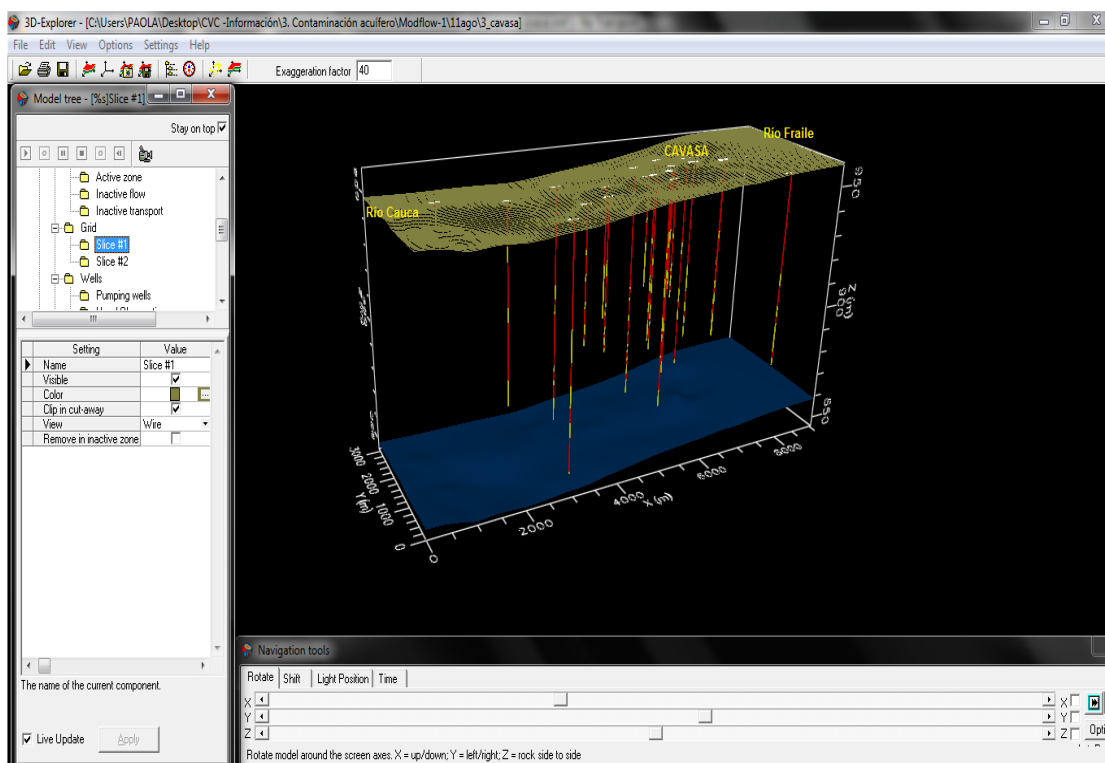 3D-Explorer - [C:\Users\PAOLA\Desktop\CVC -Información\3. Contaminación acuífero\Modflow-1\11ago\3_cavasa]
File Edit View Options Settings Help
Exaggeration factor 40
Model tree - [%s]Slice #1]
Stay on top
Active zone
Inactive flow
Inactive transport
Grid
Slice #1
Slice #2
Wells
Pumping wells
Setting Value
Name Slice #1
Visible
Color
Clip in cut-away
View Wire
Remove in inactive zone
The name of the current component.
Live Update Apply
Río Fraile
CAVASA
Río Cauca
950
900
850
Z (m)
3000
2000
1000
0
Y (m)
0
2000
4000
6000
8000
X (m)
Navigation tools
Rotate Shift Light Position Time
X X
Y Y
Z Z
Rotate model around the screen axes. X = up/down; Y = left/right; Z = rock side to side